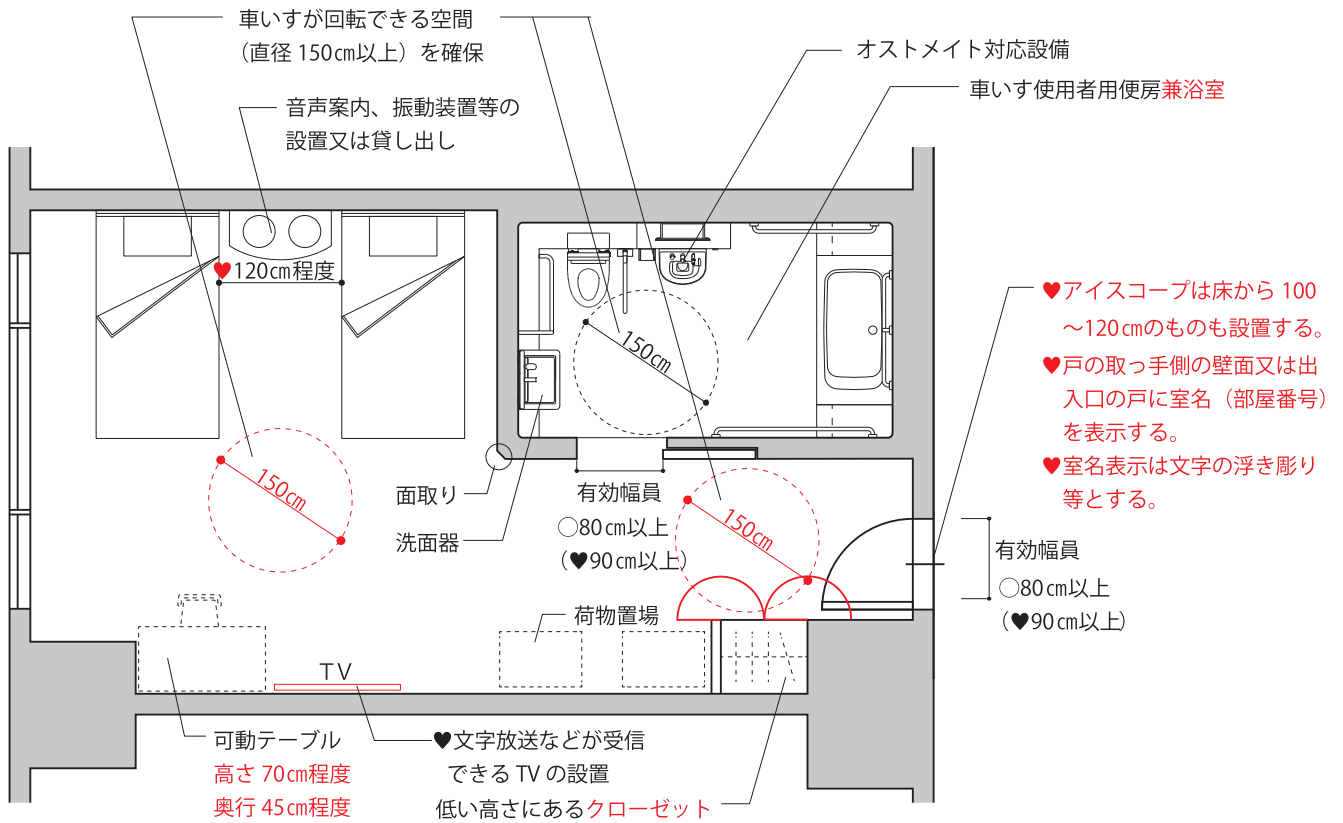 車いすが回転できる空間
（直径 150㎝以上）を確保
オストメイト対応設備
車いす使用者用便房兼浴室
音声案内、振動装置等の
設置又は貸し出し
♥120㎝程度
♥アイスコープは床から 100
～120㎝のものも設置する。
♥戸の取っ手側の壁面又は出
入口の戸に室名（部屋番号）
を表示する。
♥室名表示は文字の浮き彫り
等とする。
150㎝
150㎝
150㎝
面取り
洗面器
有効幅員
○80㎝以上
（♥90㎝以上）
有効幅員
○80㎝以上
（♥90㎝以上）
荷物置場
TV
可動テーブル
高さ 70㎝程度
奥行 45㎝程度
♥文字放送などが受信
できる TV の設置
低い高さにあるクローゼット